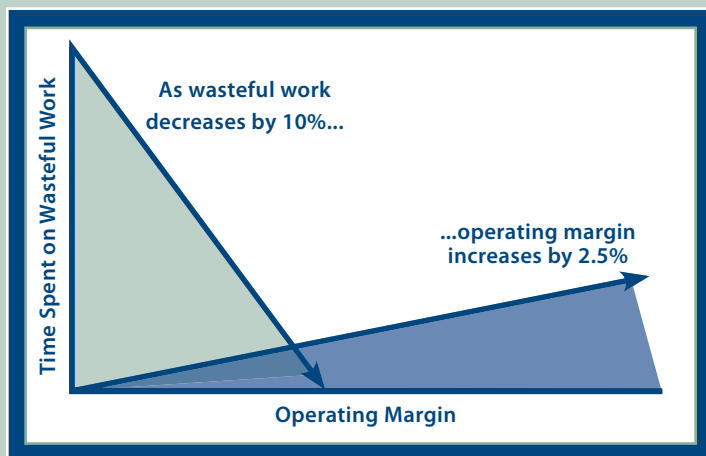 As wasteful work
decreases by 10%...
...operating margin
increases by 2.5%
Time Spent on Wasteful Work
Operating Margin